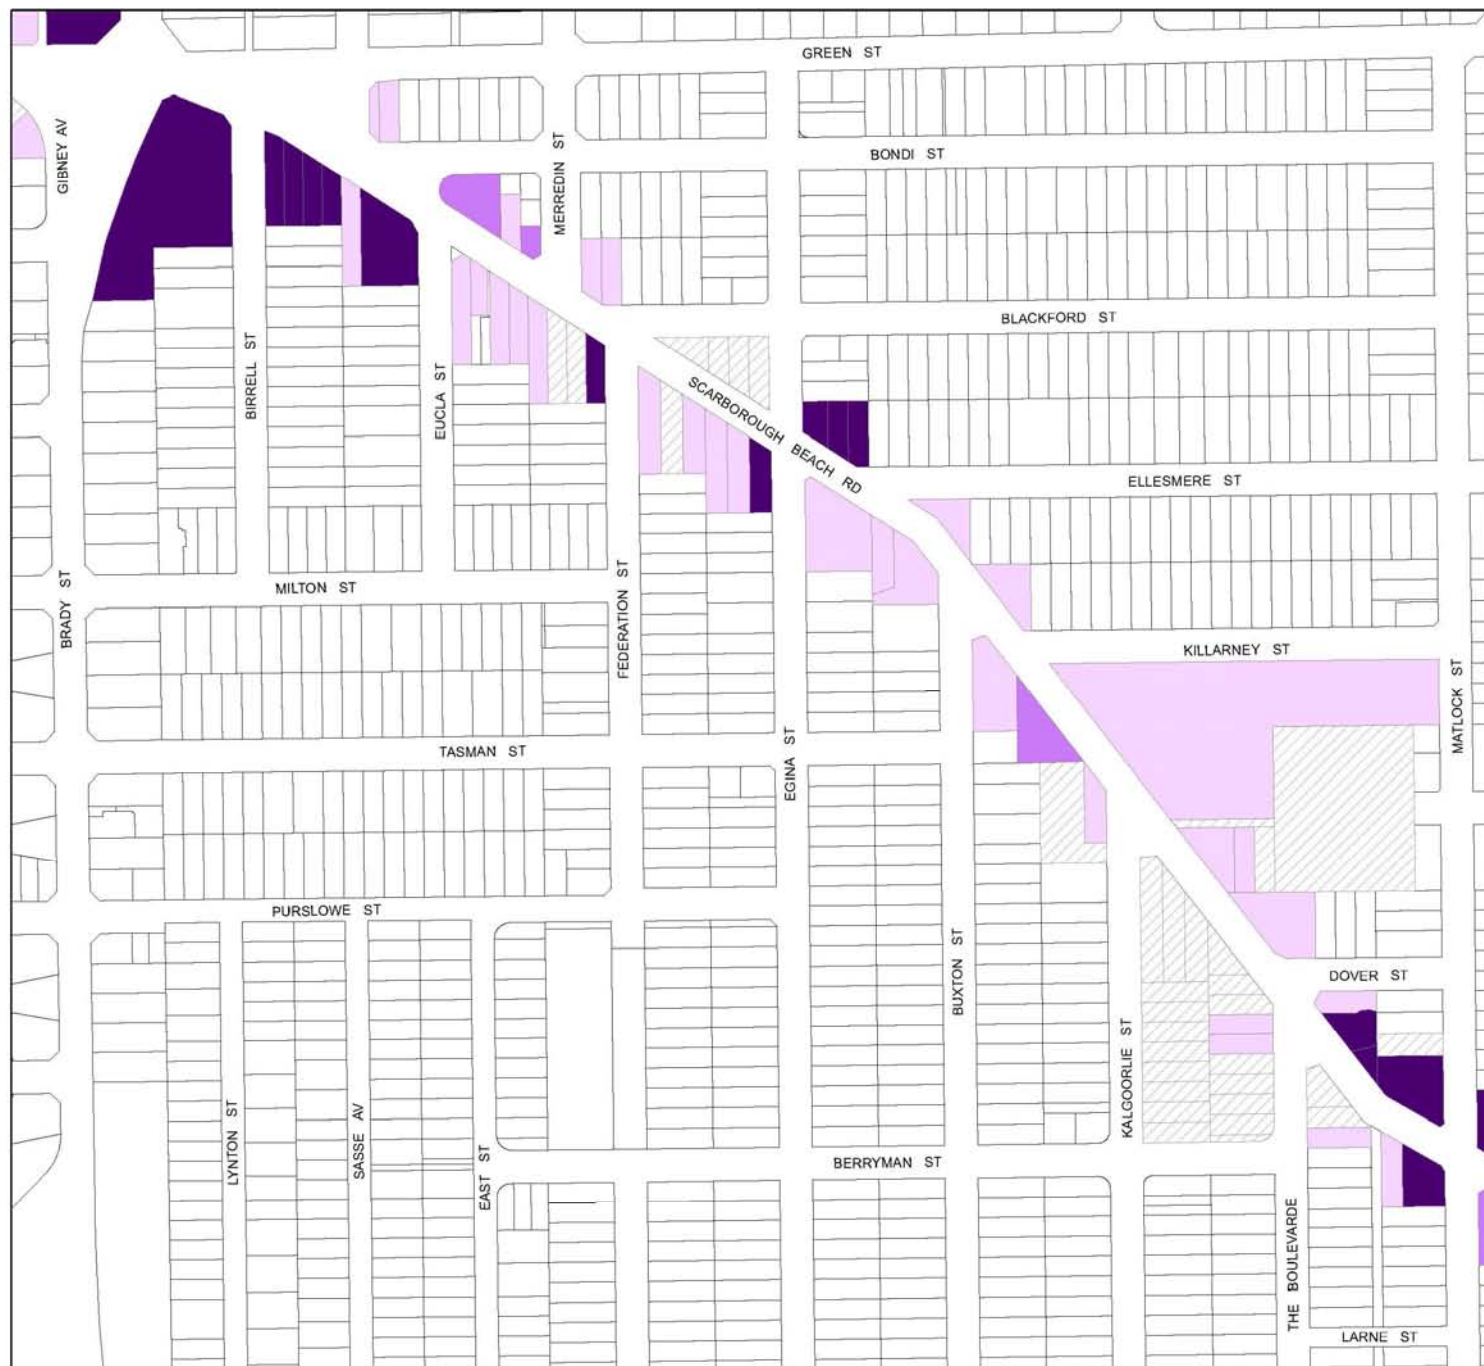 GREEN ST
GIBNEY AV
MERREDIN ST
BONDI ST
BLACKFORD ST
BIRRELL ST
EUCLA ST
SCARBOROUGH BEACH RD
ELLESMERE ST
BRADY ST
MILTON ST
FEDERATION ST
KILLARNEY ST
MATLOCK ST
TASMAN ST
EGINA ST
PURSLOWE ST
BUXTON ST
DOVER ST
KALGOORLIE ST
LYNTON ST
SASSE AV
EAST ST
BERRYMAN ST
THE BOULEVARDE
LARNE ST